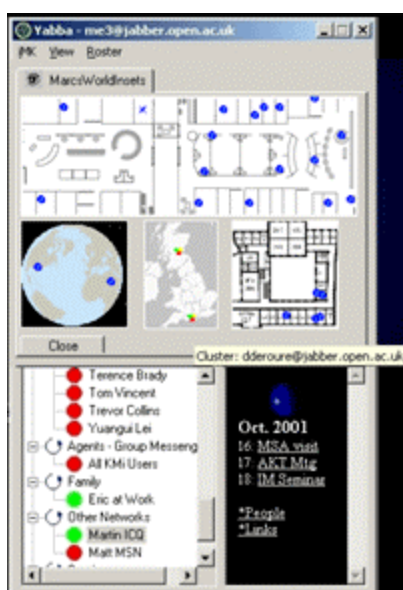 Yabba - me3@jabber.open.ac.uk
iMK View Roster
MarcsWorldInsets
Close
Cluster: dderoure@jabber.open.ac.uk
Terence Brady
Tom Vincent
Trevor Collins
Yuangui Lei
Agents - Group Messeng
All KMi Users
Family
Eric at Work
Other Networks
Martin ICQ
Matt MSN
Oct. 2001
16: MSA visit
17: AKT Mtg
18: IM Seminar
*People
*Links